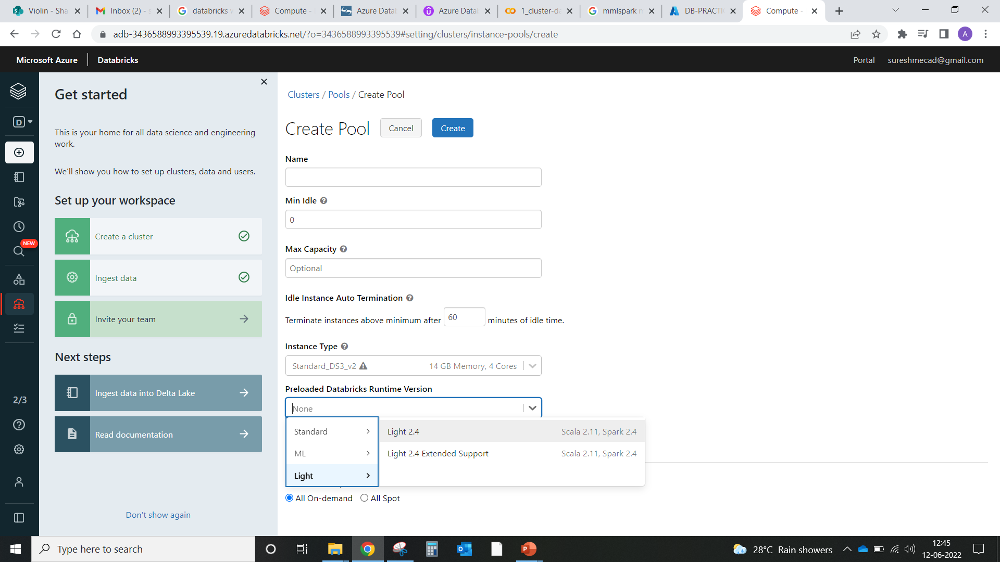 Violin - Sha
Inbox (2) - s
databricks w
Compute -
Azure Datab
Azure Datab
1_cluster-da
mmlspark m
DB-PRACTIC
Compute -
adb-3436588993395539.19.azuredatabricks.net/?o=3436588993395539#setting/clusters/instance-pools/create
A
Microsoft Azure
Databricks
Portal
sureshmecad@gmail.com
D
NEW
2/3
Get started
This is your home for all data science and engineering
work.
We'll show you how to set up clusters, data and users.
Set up your workspace
Create a cluster
Ingest data
Invite your team
Next steps
Ingest data into Delta Lake
Read documentation
Don't show again
Clusters / Pools / Create Pool
Create Pool
Cancel
Create
Name
Min Idle
0
Max Capacity
Optional
Idle Instance Auto Termination
Terminate instances above minimum after 60 minutes of idle time.
Instance Type
Standard_DS3_v2 14 GB Memory, 4 Cores
Preloaded Databricks Runtime Version
None
Standard
ML
Light
Light 2.4 Scala 2.11, Spark 2.4
Light 2.4 Extended Support Scala 2.11, Spark 2.4
All On-demand
All Spot
Type here to search
28°C Rain showers
12:45
12-06-2022